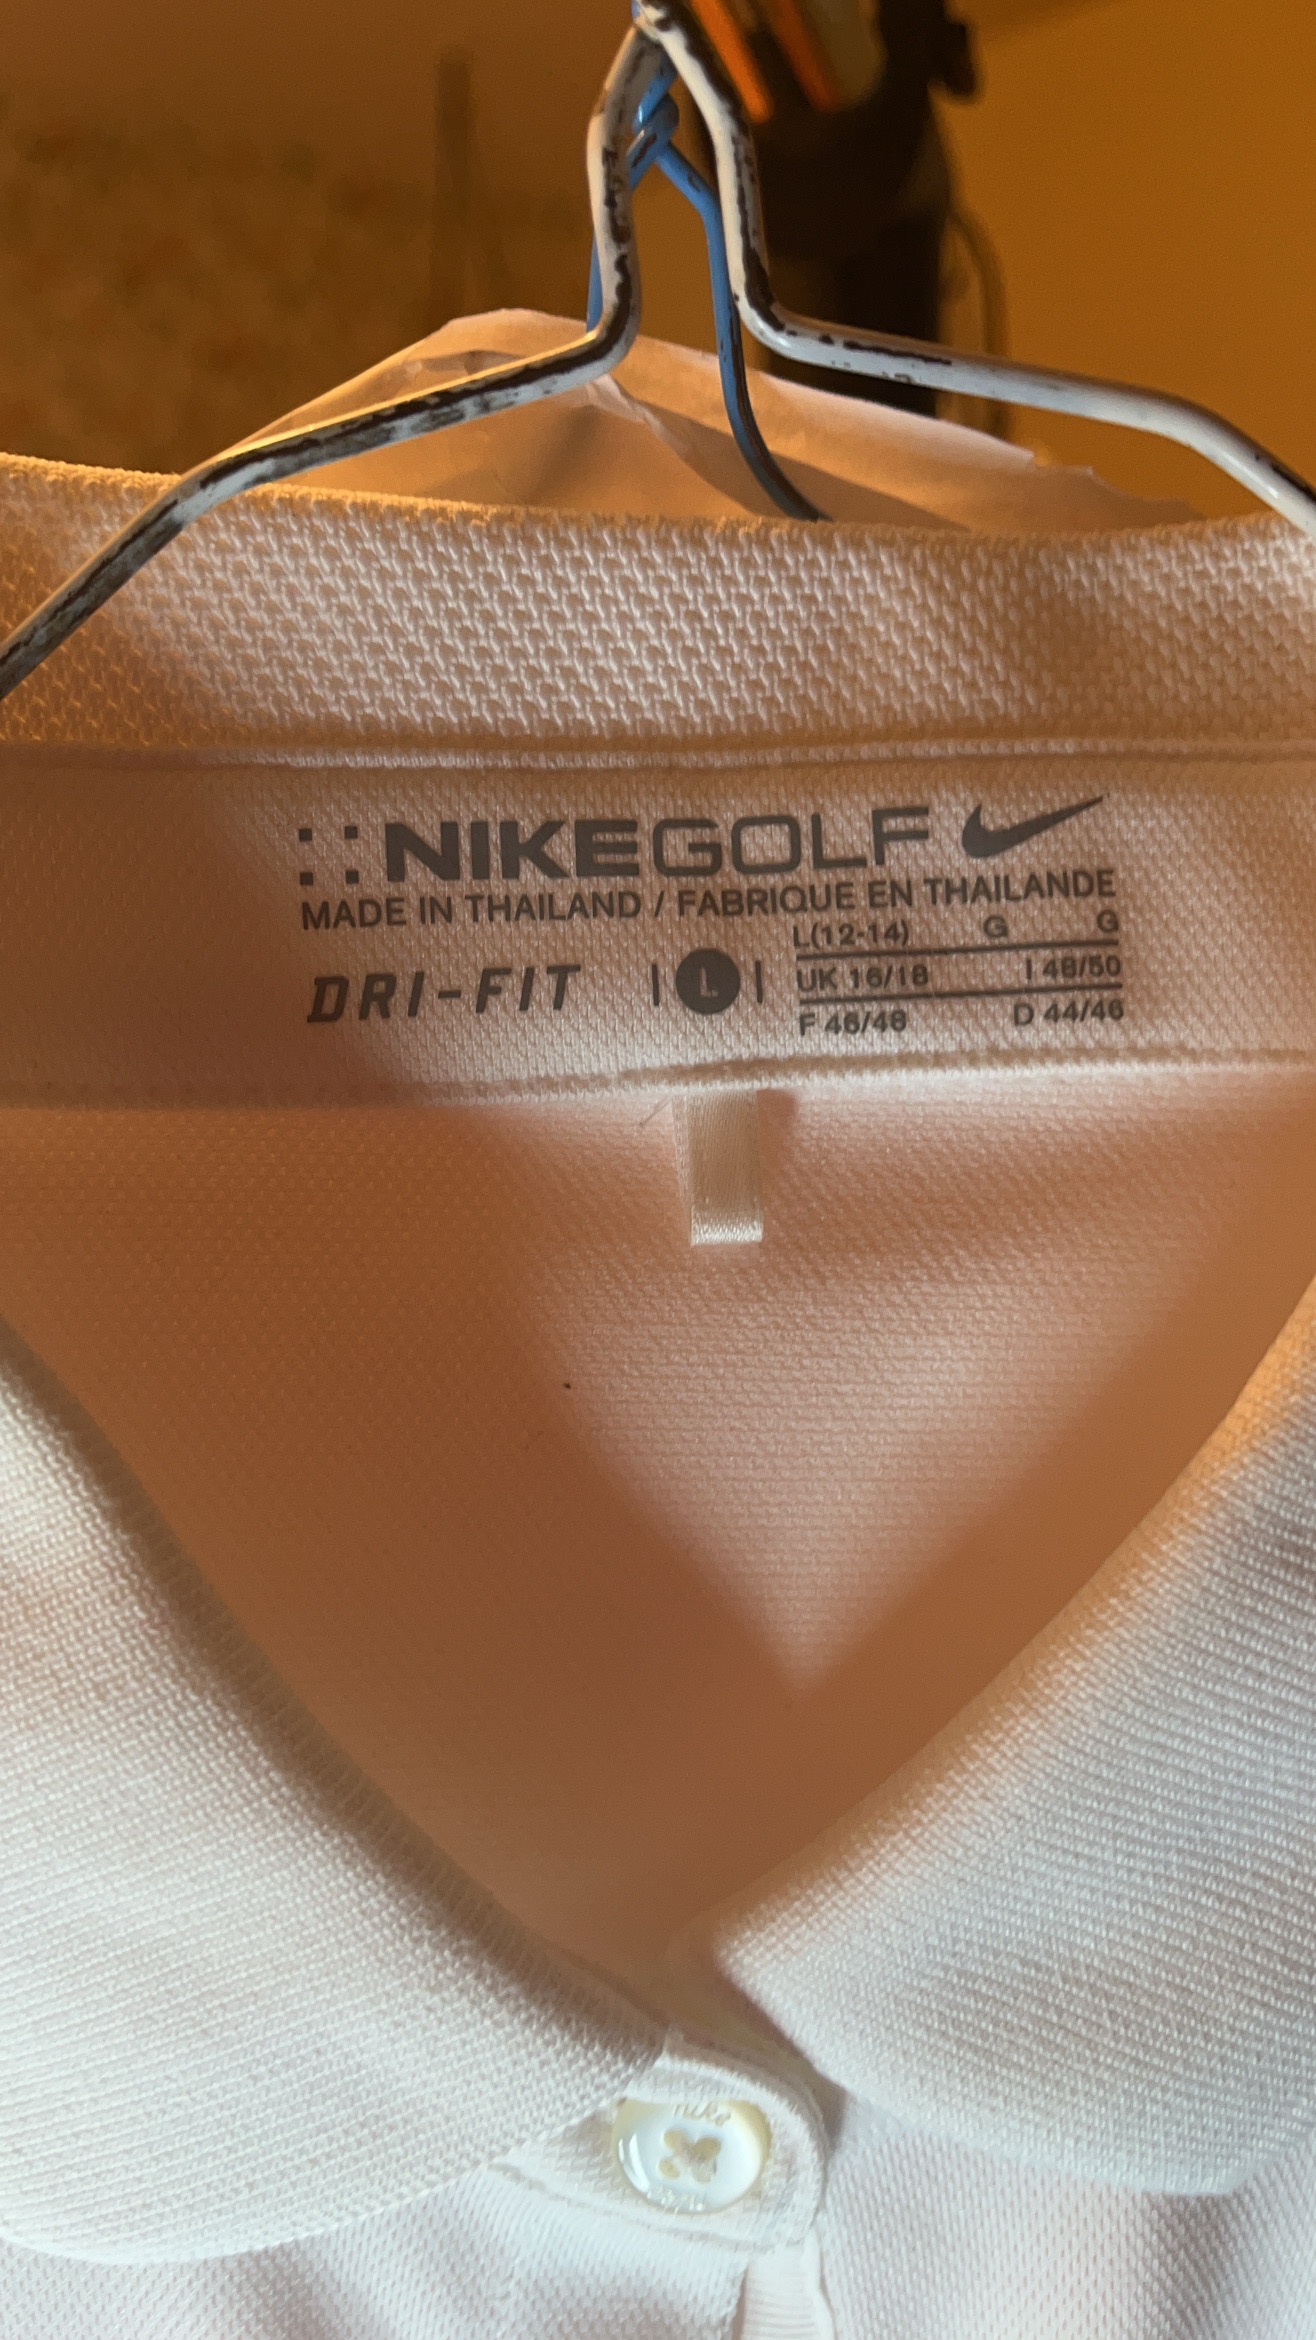 NIKEGOLF
MADE IN THAILAND / FABRIQUE EN THAILANDE
DRI-FIT
L
L(12-14) G G
UK 16/18 I 48/50
F 46/48 D 44/46
nike